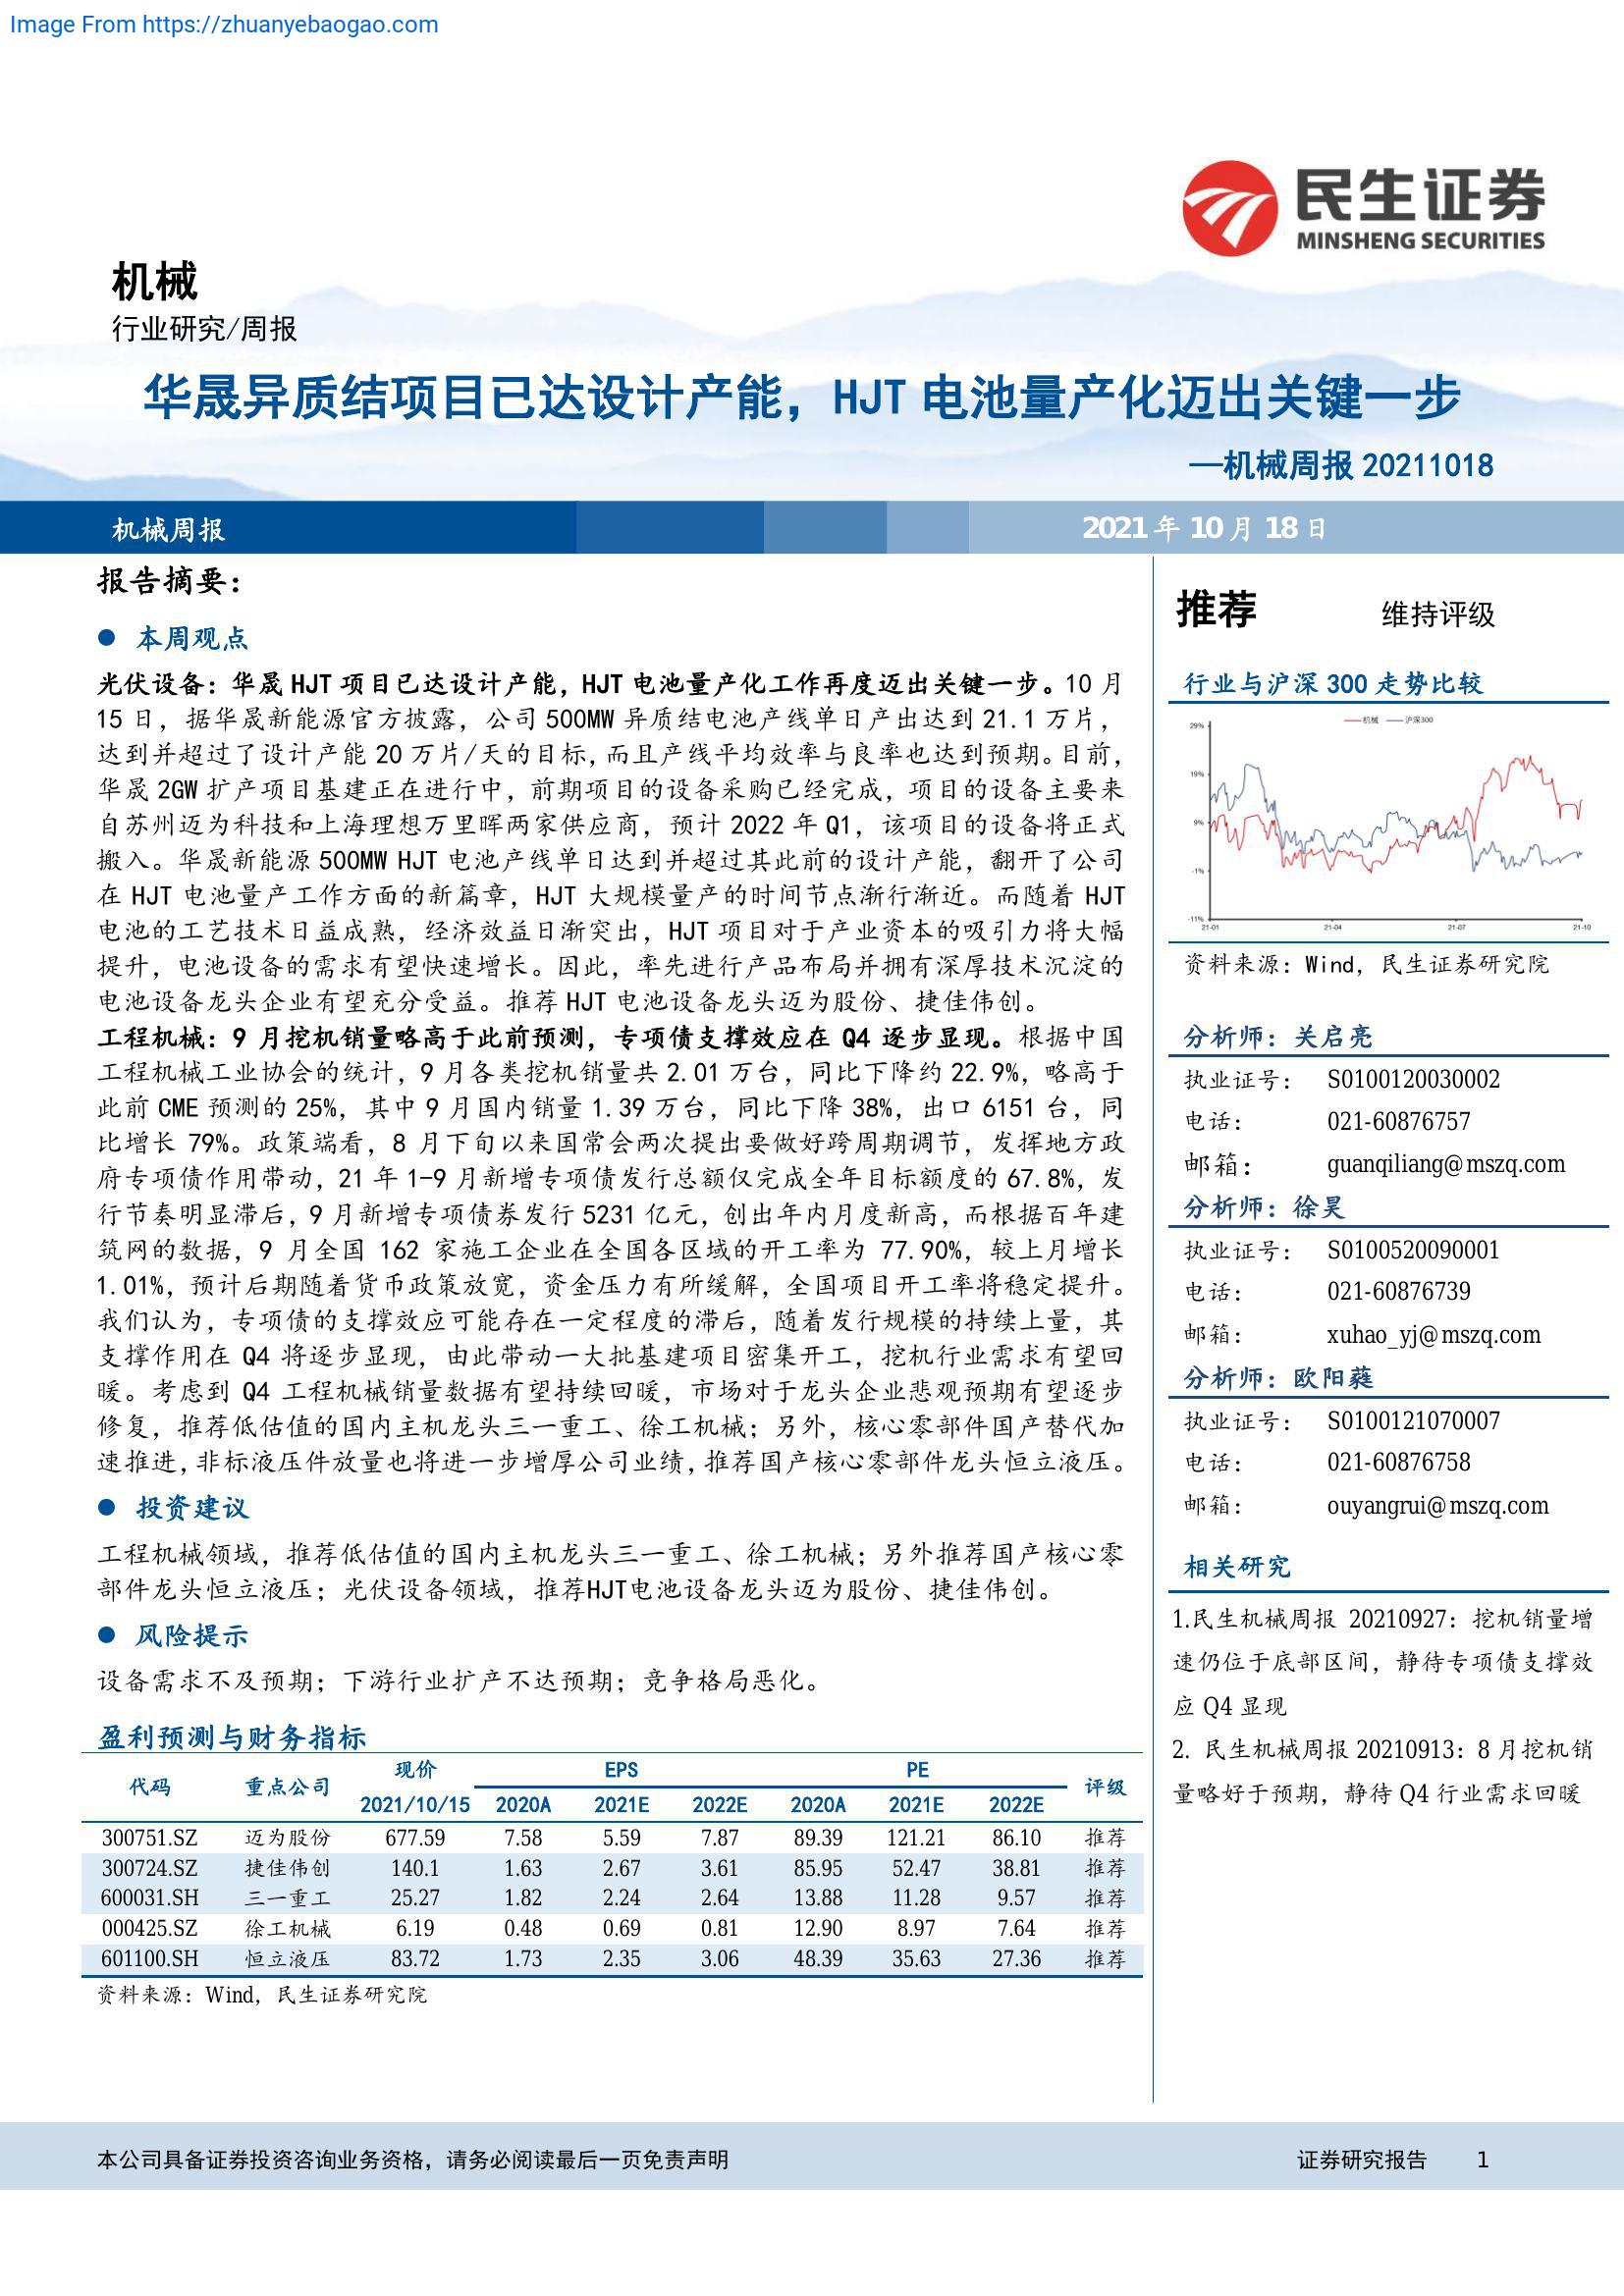 Image From https://zhuanyebaogao.com
民生证券
MINSHENG SECURITIES
机械
行业研究/周报
华晟异质结项目已达设计产能，HJT 电池量产化迈出关键一步
—机械周报 20211018
机械周报
2021 年 10 月 18 日
报告摘要：
● 本周观点
光伏设备：华晟 HJT 项目已达设计产能，HJT 电池量产化工作再度迈出关键一步。10 月
15 日，据华晟新能源官方披露，公司 500MW 异质结电池产线单日产出达到 21.1 万片，
达到并超过了设计产能 20 万片/天的目标，而且产线平均效率与良率也达到预期。目前，
华晟 2GW 扩产项目基建正在进行中，前期项目的设备采购已经完成，项目的设备主要来
自苏州迈为科技和上海理想万里晖两家供应商，预计 2022 年 Q1，该项目的设备将正式
搬入。华晟新能源 500MW HJT 电池产线单日达到并超过其此前的设计产能，翻开了公司
在 HJT 电池量产工作方面的新篇章，HJT 大规模量产的时间节点渐行渐近。而随着 HJT
电池的工艺技术日益成熟，经济效益日渐突出，HJT 项目对于产业资本的吸引力将大幅
提升，电池设备的需求有望快速增长。因此，率先进行产品布局并拥有深厚技术沉淀的
电池设备龙头企业有望充分受益。推荐 HJT 电池设备龙头迈为股份、捷佳伟创。
工程机械：9 月挖机销量略高于此前预测，专项债支撑效应在 Q4 逐步显现。根据中国
工程机械工业协会的统计，9 月各类挖机销量共 2.01 万台，同比下降约 22.9%，略高于
此前 CME 预测的 25%，其中 9 月国内销量 1.39 万台，同比下降 38%，出口 6151 台，同
比增长 79%。政策端看，8 月下旬以来国常会两次提出要做好跨周期调节，发挥地方政
府专项债作用带动，21 年 1-9 月新增专项债发行总额仅完成全年目标额度的 67.8%，发
行节奏明显滞后，9 月新增专项债券发行 5231 亿元，创出年内月度新高，而根据百年建
筑网的数据，9 月全国 162 家施工企业在全国各区域的开工率为 77.90%，较上月增长
1.01%，预计后期随着货币政策放宽，资金压力有所缓解，全国项目开工率将稳定提升。
我们认为，专项债的支撑效应可能存在一定程度的滞后，随着发行规模的持续上量，其
支撑作用在 Q4 将逐步显现，由此带动一大批基建项目密集开工，挖机行业需求有望回
暖。考虑到 Q4 工程机械销量数据有望持续回暖，市场对于龙头企业悲观预期有望逐步
修复，推荐低估值的国内主机龙头三一重工、徐工机械；另外，核心零部件国产替代加
速推进，非标液压件放量也将进一步增厚公司业绩，推荐国产核心零部件龙头恒立液压。
● 投资建议
工程机械领域，推荐低估值的国内主机龙头三一重工、徐工机械；另外推荐国产核心零
部件龙头恒立液压；光伏设备领域，推荐HJT电池设备龙头迈为股份、捷佳伟创。
● 风险提示
设备需求不及预期；下游行业扩产不达预期；竞争格局恶化。
盈利预测与财务指标
代码 重点公司 现价 EPS PE 评级
2021/10/15 2020A 2021E 2022E 2020A 2021E 2022E
300751.SZ 迈为股份 677.59 7.58 5.59 7.87 89.39 121.21 86.10 推荐
300724.SZ 捷佳伟创 140.1 1.63 2.67 3.61 85.95 52.47 38.81 推荐
600031.SH 三一重工 25.27 1.82 2.24 2.64 13.88 11.28 9.57 推荐
000425.SZ 徐工机械 6.19 0.48 0.69 0.81 12.90 8.97 7.64 推荐
601100.SH 恒立液压 83.72 1.73 2.35 3.06 48.39 35.63 27.36 推荐
资料来源：Wind，民生证券研究院
推荐 维持评级
行业与沪深 300 走势比较
机械 沪深300
29%
19%
9%
-1%
-11%
21-01 21-04 21-07 21-10
资料来源：Wind，民生证券研究院
分析师：关启亮
执业证号： S0100120030002
电话： 021-60876757
邮箱： guanqiliang@mszq.com
分析师：徐昊
执业证号： S0100520090001
电话： 021-60876739
邮箱： xuhao_yj@mszq.com
分析师：欧阳蕤
执业证号： S0100121070007
电话： 021-60876758
邮箱： ouyangrui@mszq.com
相关研究
1.民生机械周报 20210927：挖机销量增
速仍位于底部区间，静待专项债支撑效
应 Q4 显现
2. 民生机械周报 20210913：8 月挖机销
量略好于预期，静待 Q4 行业需求回暖
本公司具备证券投资咨询业务资格，请务必阅读最后一页免责声明
证券研究报告 1